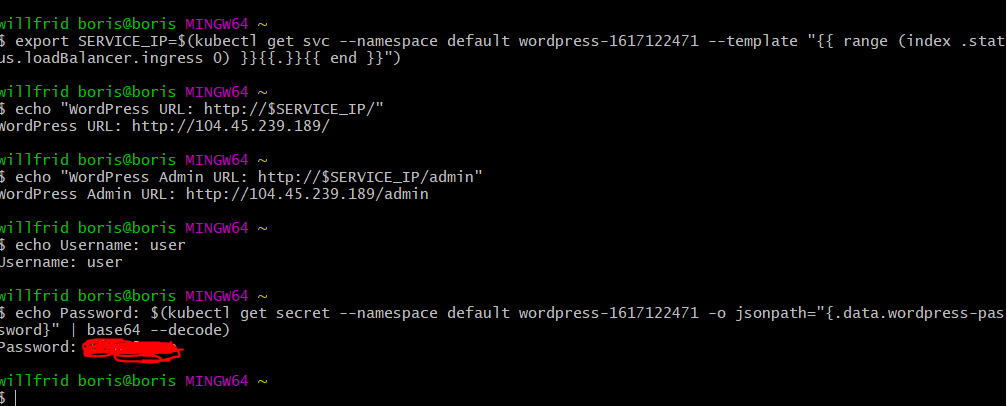 willfrid boris@boris MINGW64 ~
$ export SERVICE_IP=$(kubectl get svc --namespace default wordpress-1617122471 --template "{{ range (index .stat
us.loadBalancer.ingress 0) }}{{.}}{{ end }}")
willfrid boris@boris MINGW64 ~
$ echo "WordPress URL: http://$SERVICE_IP/"
WordPress URL: http://104.45.239.189/
willfrid boris@boris MINGW64 ~
$ echo "WordPress Admin URL: http://$SERVICE_IP/admin"
WordPress Admin URL: http://104.45.239.189/admin
willfrid boris@boris MINGW64 ~
$ echo Username: user
Username: user
willfrid boris@boris MINGW64 ~
$ echo Password: $(kubectl get secret --namespace default wordpress-1617122471 -o jsonpath="{.data.wordpress-pas
sword}" | base64 --decode)
Password:
willfrid boris@boris MINGW64 ~
$